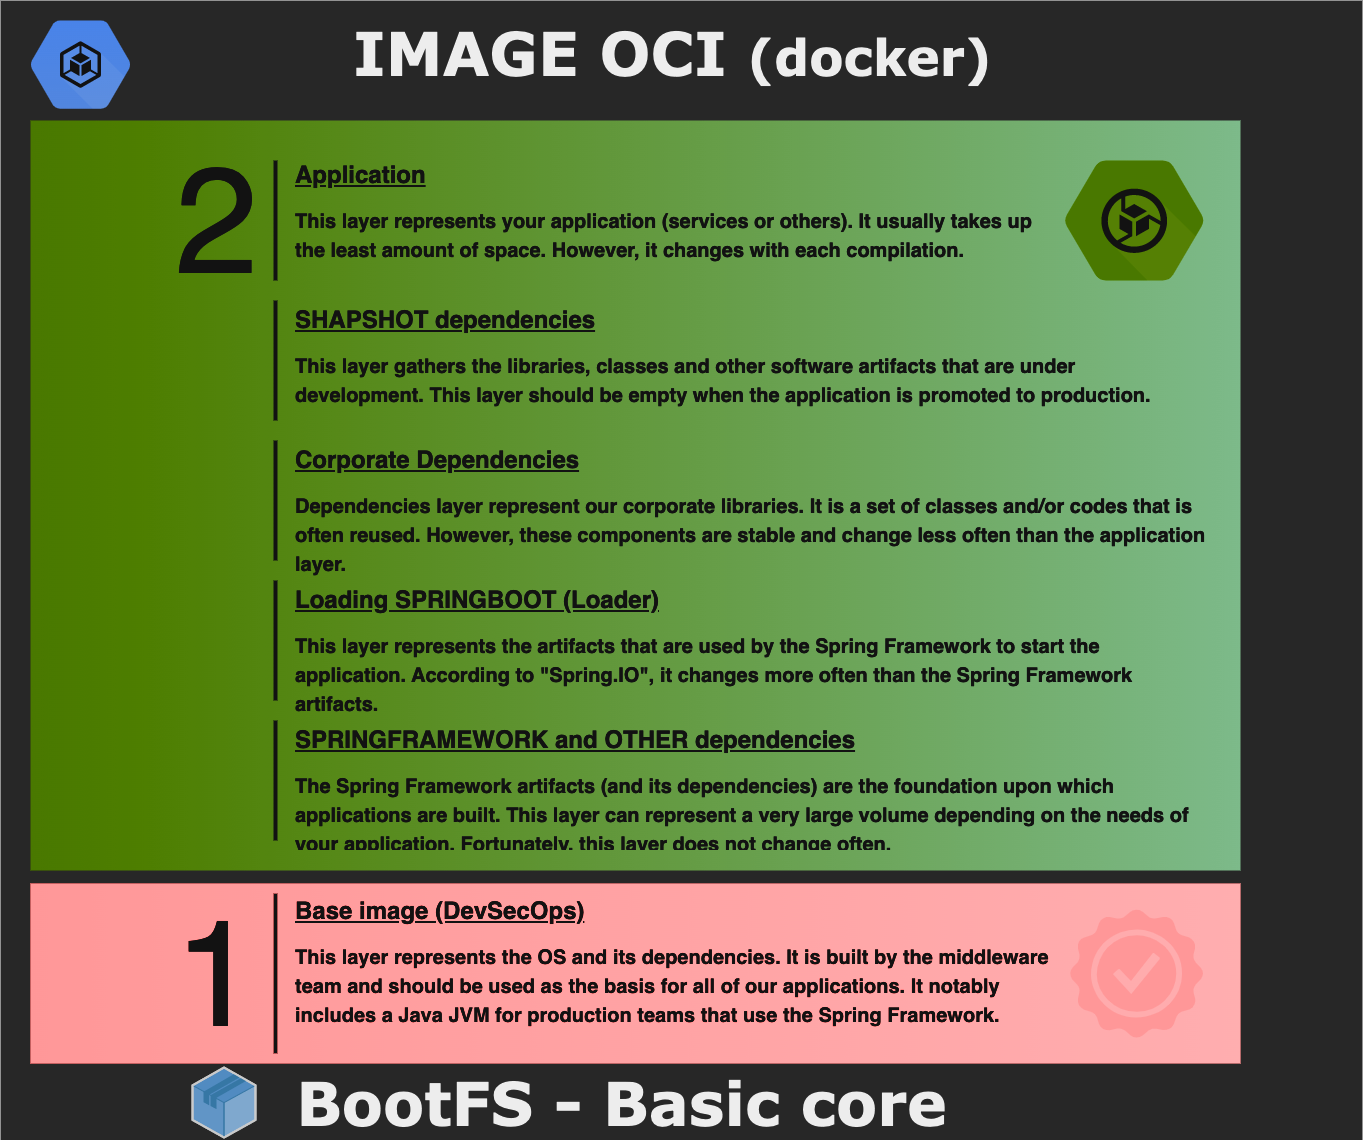 IMAGE OCI (docker)
2
Application
This layer represents your application (services or others). It usually takes up
the least amount of space. However, it changes with each compilation.
SHAPSHOT dependencies
This layer gathers the libraries, classes and other software artifacts that are under
development. This layer should be empty when the application is promoted to production.
Corporate Dependencies
Dependencies layer represent our corporate libraries. It is a set of classes and/or codes that is
often reused. However, these components are stable and change less often than the application
layer.
Loading SPRINGBOOT (Loader)
This layer represents the artifacts that are used by the Spring Framework to start the
application. According to "Spring.IO", it changes more often than the Spring Framework
artifacts.
SPRINGFRAMEWORK and OTHER dependencies
The Spring Framework artifacts (and its dependencies) are the foundation upon which
applications are built. This layer can represent a very large volume depending on the needs of
your application. Fortunately, this layer does not change often.
1
Base image (DevSecOps)
This layer represents the OS and its dependencies. It is built by the middleware
team and should be used as the basis for all of our applications. It notably
includes a Java JVM for production teams that use the Spring Framework.
BootFS - Basic core